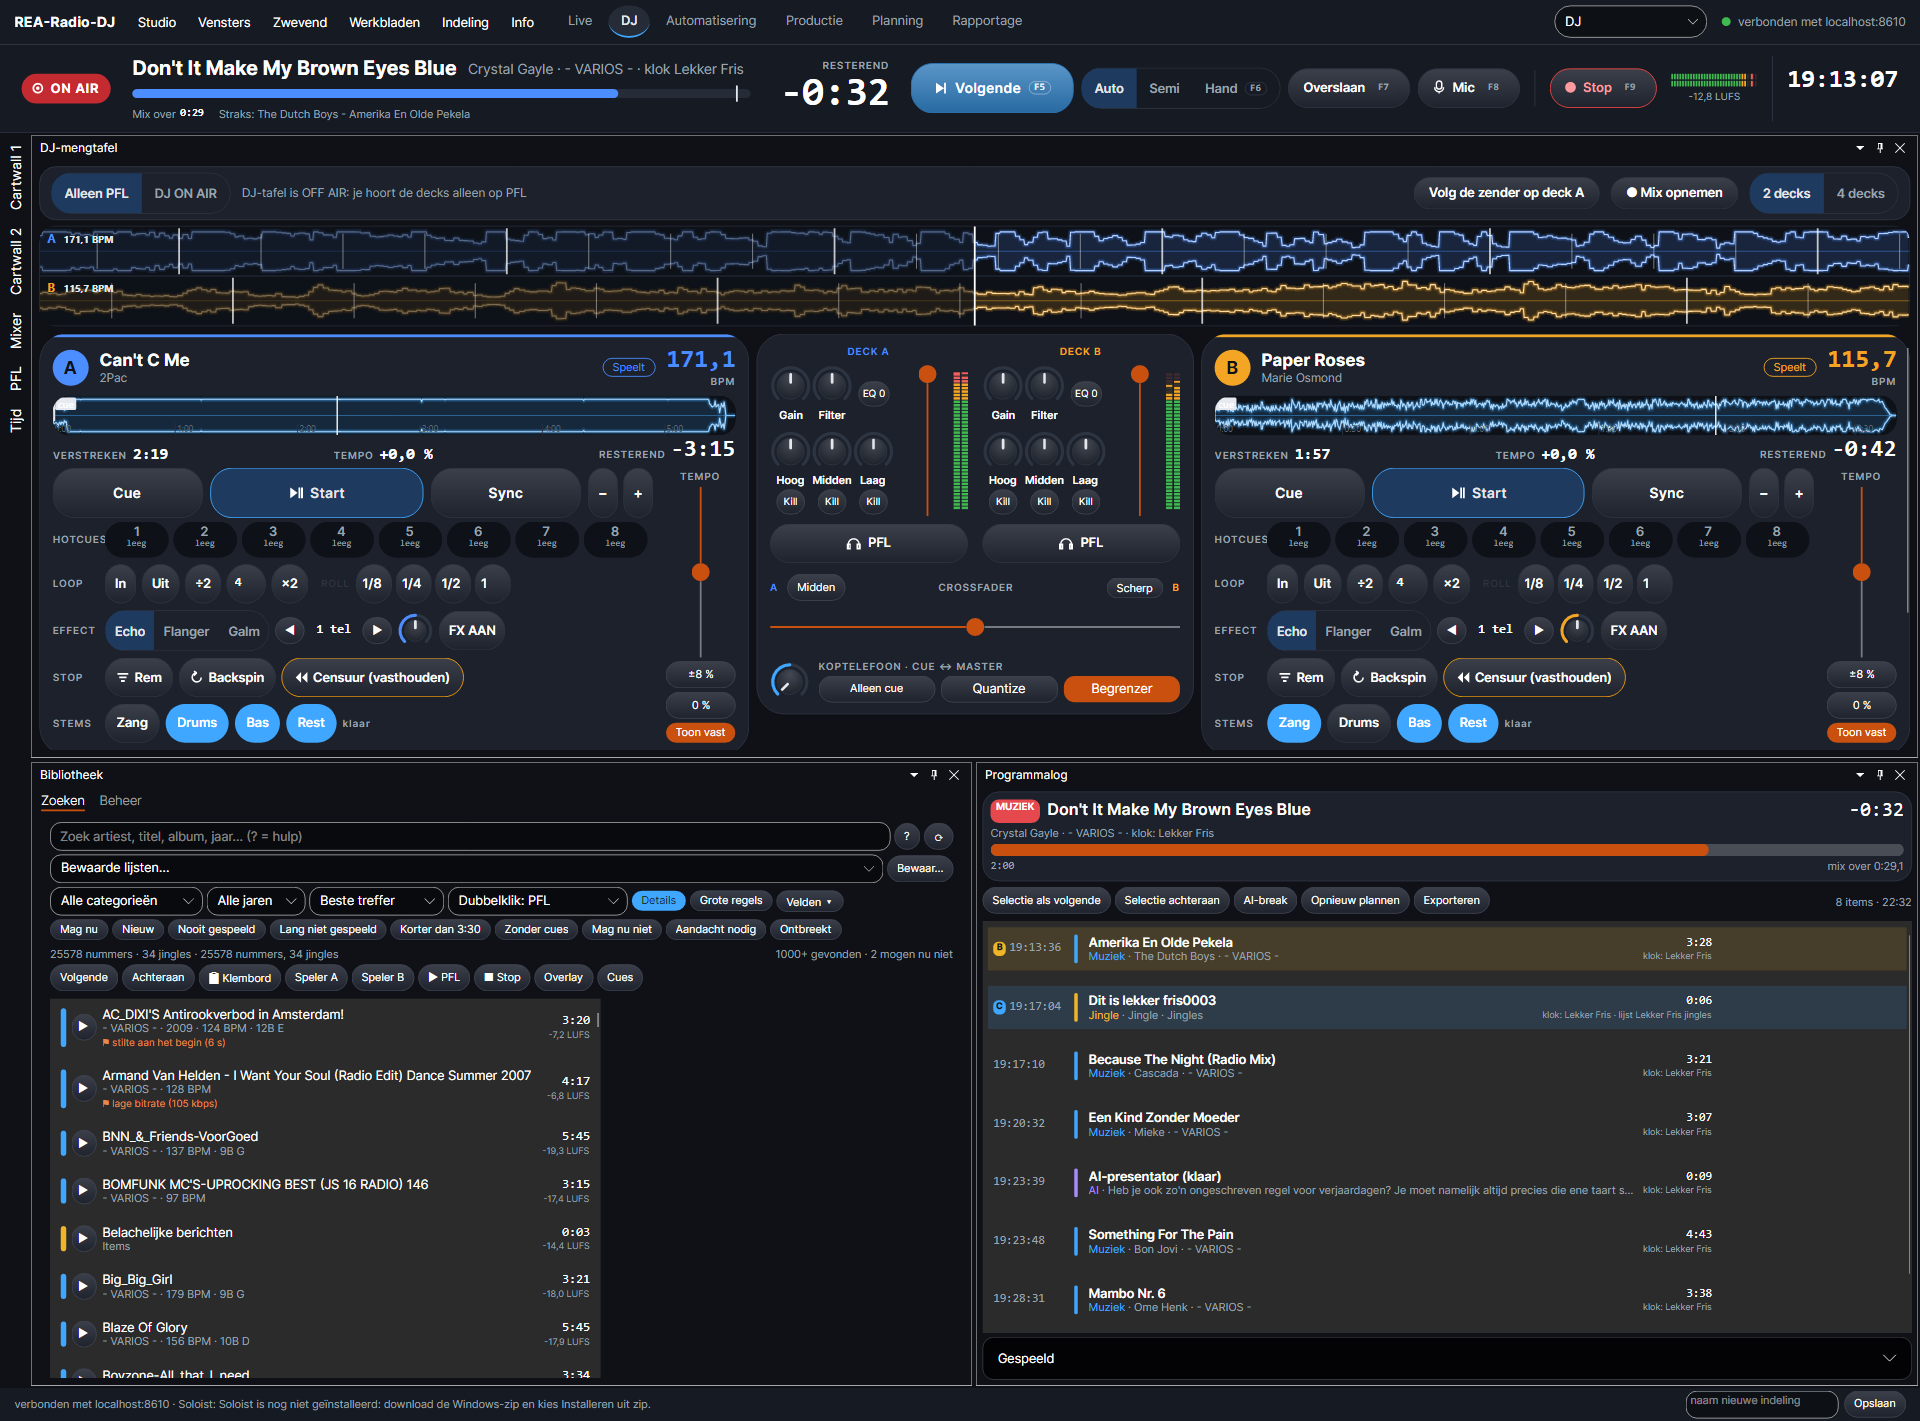 REA-Radio-DJ Studio Vensters Zwevend Werkbladen Indeling Info Live DJ Automatisering Productie Planning Rapportage DJ verbonden met localhost:8610
ON AIR
Don't It Make My Brown Eyes Blue Crystal Gayle · - VARIOS - · klok Lekker Fris
Mix over 0:29 Straks: The Dutch Boys - Amerika En Olde Pekela
RESTEREND
-0:32
Volgende F5 Auto Semi Hand F6 Overslaan F7 Mic F8 Stop F9
-12,8 LUFS
19:13:07
Cartwall 1
Cartwall 2
Mixer
PFL
Tijd
DJ-mengtafel
Alleen PFL DJ ON AIR DJ-tafel is OFF AIR: je hoort de decks alleen op PFL Volg de zender op deck A Mix opnemen 2 decks 4 decks
A 171,1 BPM
B 115,7 BPM
A Can't C Me
2Pac
Speelt 171,1
BPM
1:00 2:00 3:00 4:00 5:00
VERSTREKEN 2:19 TEMPO +0,0 % RESTEREND -3:15
Cue Start Sync − +
TEMPO
HOTCUES 1 leeg 2 leeg 3 leeg 4 leeg 5 leeg 6 leeg 7 leeg 8 leeg
LOOP In Uit ÷2 4 ×2 ROLL 1/8 1/4 1/2 1
EFFECT Echo Flanger Galm 1 tel FX AAN
STOP Rem Backspin Censuur (vasthouden)
±8 %
0 %
STEMS Zang Drums Bas Rest klaar
Toon vast
DECK A DECK B
Gain Filter EQ 0 Gain Filter EQ 0
Hoog Midden Laag Hoog Midden Laag
Kill Kill Kill Kill Kill Kill
PFL PFL
A Midden CROSSFADER Scherp B
KOPTELEFOON · CUE ↔ MASTER
Alleen cue Quantize Begrenzer
B Paper Roses
Marie Osmond
Speelt 115,7
BPM
VERSTREKEN 1:57 TEMPO +0,0 % RESTEREND -0:42
Cue Start Sync − +
TEMPO
HOTCUES 1 leeg 2 leeg 3 leeg 4 leeg 5 leeg 6 leeg 7 leeg 8 leeg
LOOP In Uit ÷2 4 ×2 ROLL 1/8 1/4 1/2 1
EFFECT Echo Flanger Galm 1 tel FX AAN
STOP Rem Backspin Censuur (vasthouden)
±8 %
0 %
STEMS Zang Drums Bas Rest klaar
Toon vast
Bibliotheek
Zoeken Beheer
Zoek artiest, titel, album, jaar... (? = hulp) ?
Bewaarde lijsten... Bewaar...
Alle categorieën Alle jaren Beste treffer Dubbelklik: PFL Details Grote regels Velden
Mag nu Nieuw Nooit gespeeld Lang niet gespeeld Korter dan 3:30 Zonder cues Mag nu niet Aandacht nodig Ontbreekt
25578 nummers · 34 jingles · 25578 nummers, 34 jingles 1000+ gevonden · 2 mogen nu niet
Volgende Achteraan Klembord Speler A Speler B PFL Stop Overlay Cues
AC_DIXI'S Antirookverbod in Amsterdam! 3:20
- VARIOS - · 2009 · 124 BPM · 12B E -7,2 LUFS
stilte aan het begin (6 s)
Armand Van Helden - I Want Your Soul (Radio Edit) Dance Summer 2007 4:17
- VARIOS - · 128 BPM -6,8 LUFS
lage bitrate (105 kbps)
BNN_&_Friends-VoorGoed 5:45
- VARIOS - · 137 BPM · 9B G -19,3 LUFS
BOMFUNK MC'S-UPROCKING BEST (JS 16 RADIO) 146 3:15
- VARIOS - · 97 BPM -17,4 LUFS
Belachelijke berichten 0:03
Items -14,4 LUFS
Big_Big_Girl 3:21
- VARIOS - · 179 BPM · 9B G -18,0 LUFS
Blaze Of Glory 5:45
- VARIOS - · 156 BPM · 10B D -17,9 LUFS
Boyzone-All_that_I_need 3:34
Programmalog
MUZIEK Don't It Make My Brown Eyes Blue -0:32
Crystal Gayle · - VARIOS - · klok: Lekker Fris
2:00 mix over 0:29,1
Selectie als volgende Selectie achteraan AI-break Opnieuw plannen Exporteren 8 items · 22:32
B 19:13:36 Amerika En Olde Pekela 3:28
Muziek · The Dutch Boys · - VARIOS - klok: Lekker Fris
C 19:17:04 Dit is lekker fris0003 0:06
Jingle · Jingle · Jingles klok: Lekker Fris · lijst Lekker Fris jingles
19:17:10 Because The Night (Radio Mix) 3:21
Muziek · Cascada · - VARIOS - klok: Lekker Fris
19:20:32 Een Kind Zonder Moeder 3:07
Muziek · Mieke · - VARIOS - klok: Lekker Fris
19:23:39 AI-presentator (klaar) 0:09
AI · Heb je ook zo'n ongeschreven regel voor verjaardagen? Je moet namelijk altijd precies die ene taart s... klok: Lekker Fris
19:23:48 Something For The Pain 4:43
Muziek · Bon Jovi · - VARIOS - klok: Lekker Fris
19:28:31 Mambo Nr. 6 3:38
Muziek · Ome Henk · - VARIOS - klok: Lekker Fris
Gespeeld
verbonden met localhost:8610 · Soloist: Soloist is nog niet geïnstalleerd: download de Windows-zip en kies Installeren uit zip. naam nieuwe indeling Opslaan